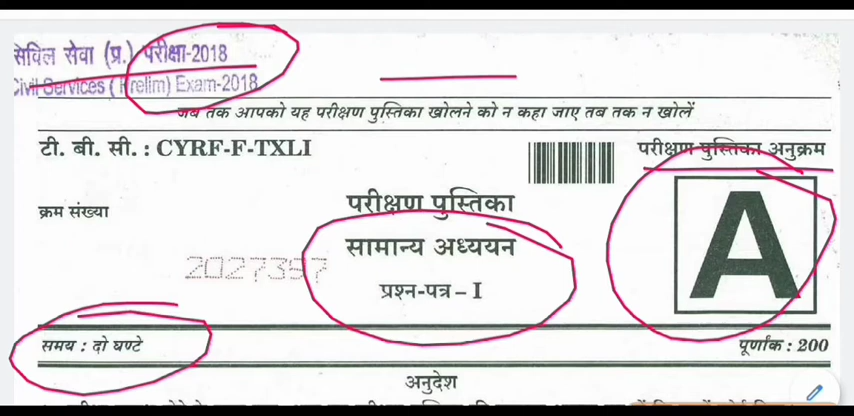 सिविल सेवा (प्र.) परीक्षा-2018
Civil Services (Prelim) Exam-2018
जब तक आपको यह परीक्षण पुस्तिका खोलने को न कहा जाए तब तक न खोलें
टी. बी. सी. : CYRF-F-TXLI
परीक्षण पुस्तिका अनुक्रम
क्रम संख्या
परीक्षण पुस्तिका
सामान्य अध्ययन
A
2027357
प्रश्न-पत्र – I
समय : दो घण्टे
पूर्णांक : 200
अनुदेश